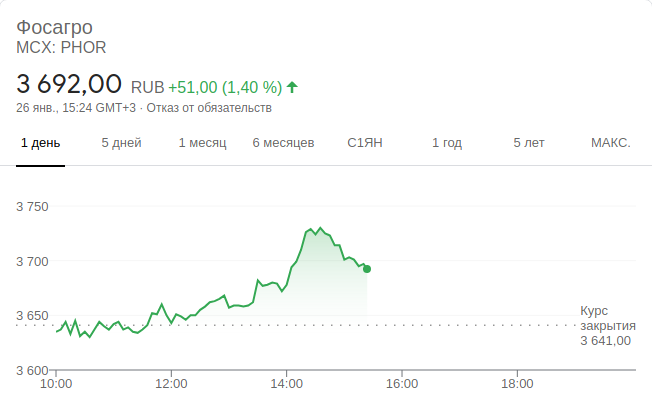 Фосагро
MCX: PHOR
3 692,00 RUB +51,00 (1,40 %)
26 янв., 15:24 GMT+3 · Отказ от обязательств
1 день 5 дней 1 месяц 6 месяцев С1ЯН 1 год 5 лет МАКС.
3 750
3 700
3 650
Курс
закрытия
3 641,00
3 600
10:00 12:00 14:00 16:00 18:00